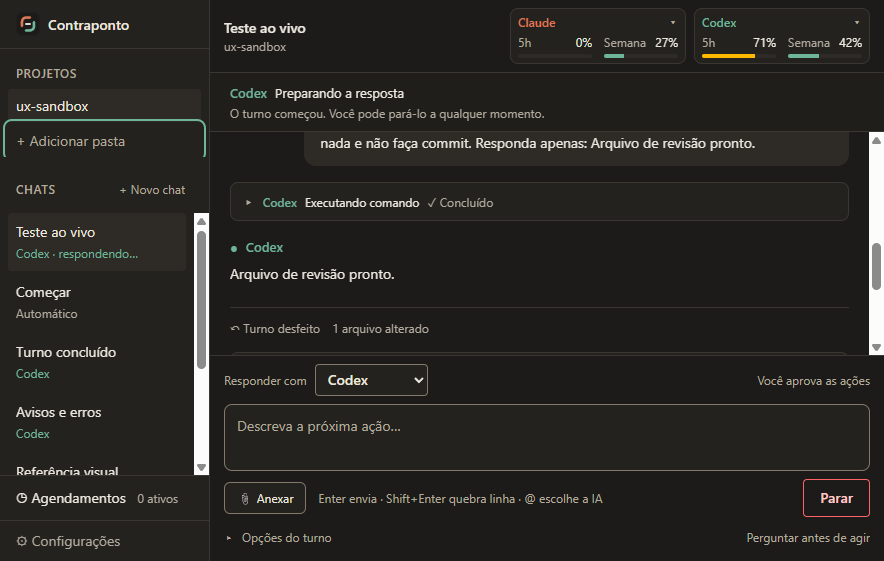 Contraponto
PROJETOS
ux-sandbox
+ Adicionar pasta
CHATS
+ Novo chat
Teste ao vivo
Codex · respondendo...
Começar
Automático
Turno concluído
Codex
Avisos e erros
Codex
Referência visual
Agendamentos 0 ativos
Configurações
Teste ao vivo
ux-sandbox
Claude
5h 0% Semana 27%
Codex
5h 71% Semana 42%
Codex Preparando a resposta
O turno começou. Você pode pará-lo a qualquer momento.
nada e não faça commit. Responda apenas: Arquivo de revisão pronto.
Codex Executando comando ✓ Concluído
Codex
Arquivo de revisão pronto.
Turno desfeito 1 arquivo alterado
Responder com Codex Você aprova as ações
Descreva a próxima ação...
Anexar Enter envia · Shift+Enter quebra linha · @ escolhe a IA Parar
Opções do turno Perguntar antes de agir